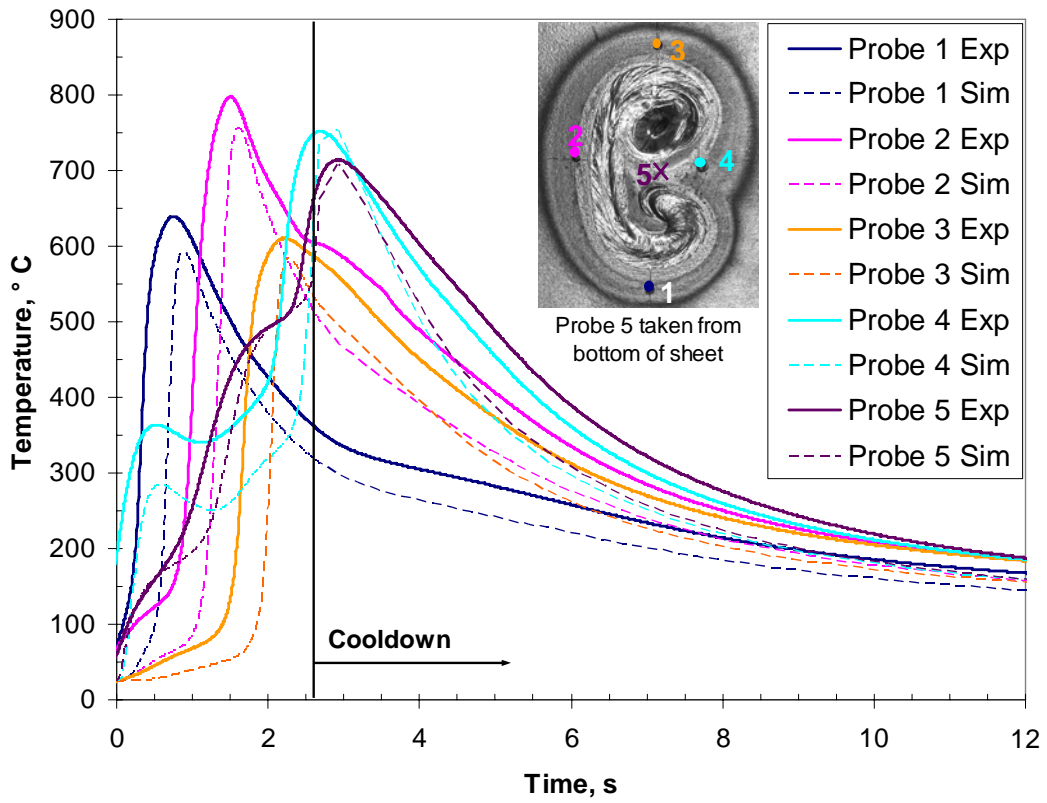 900
800
700
600
500
400
300
200
100
0
Temperature, ° C
0 2 4 6 8 10 12
Time, s
Cooldown
3
2
4
5
1
Probe 5 taken from
bottom of sheet
Probe 1 Exp
Probe 1 Sim
Probe 2 Exp
Probe 2 Sim
Probe 3 Exp
Probe 3 Sim
Probe 4 Exp
Probe 4 Sim
Probe 5 Exp
Probe 5 Sim